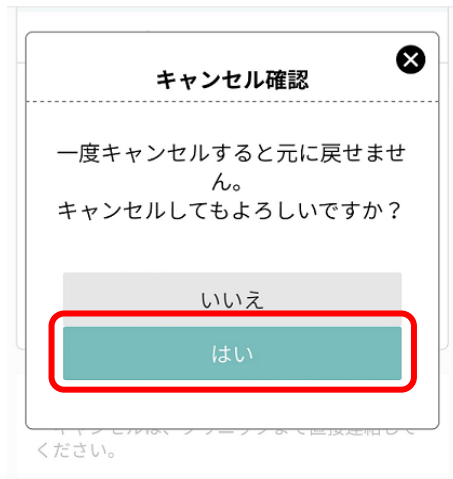 キャンセル確認
一度キャンセルすると元に戻せませ
ん。
キャンセルしてもよろしいですか？
いいえ
はい
ください。